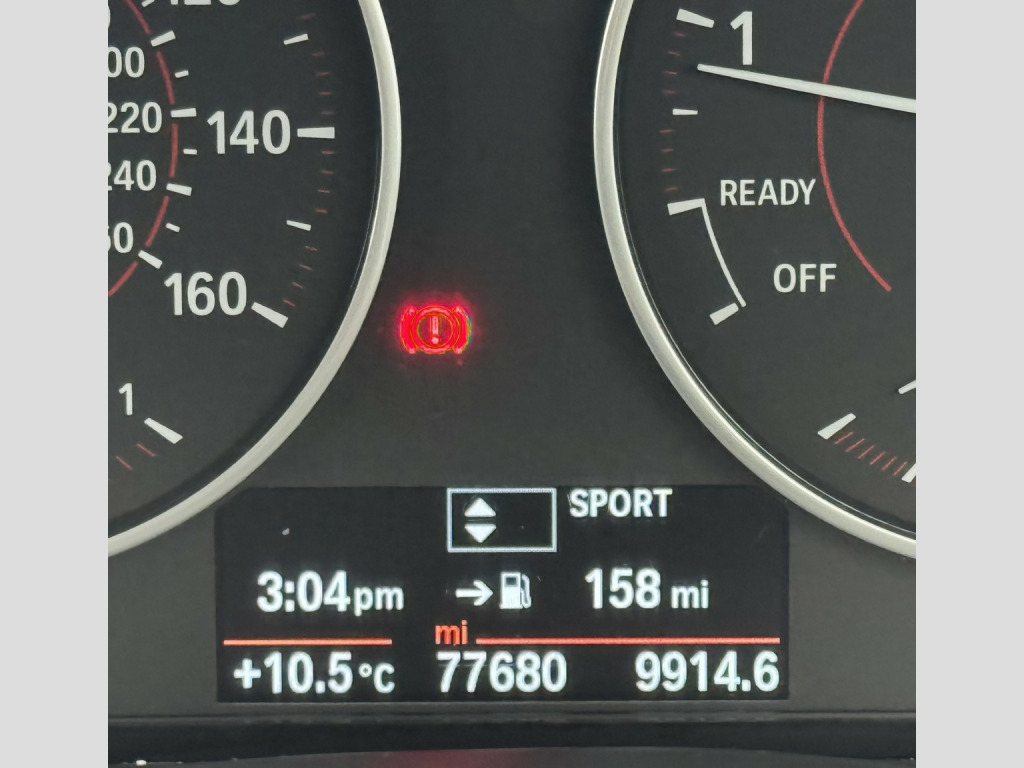 220
140
240
160
1
1
READY
OFF
SPORT
3:04pm
158 mi
mi
+10.5°C
77680
9914.6